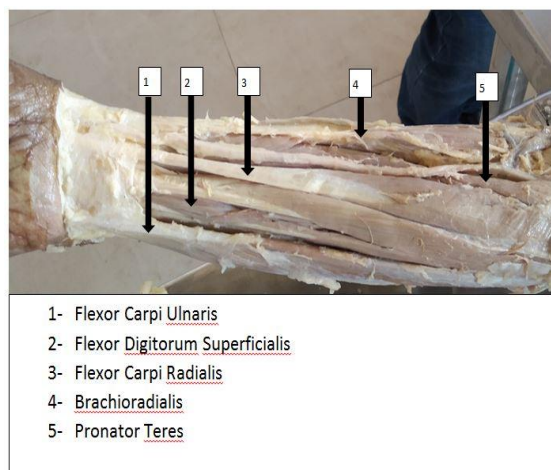 1 2 3 4 5
1- Flexor Carpi Ulnaris
2- Flexor Digitorum Superficialis
3- Flexor Carpi Radialis
4- Brachioradialis
5- Pronator Teres